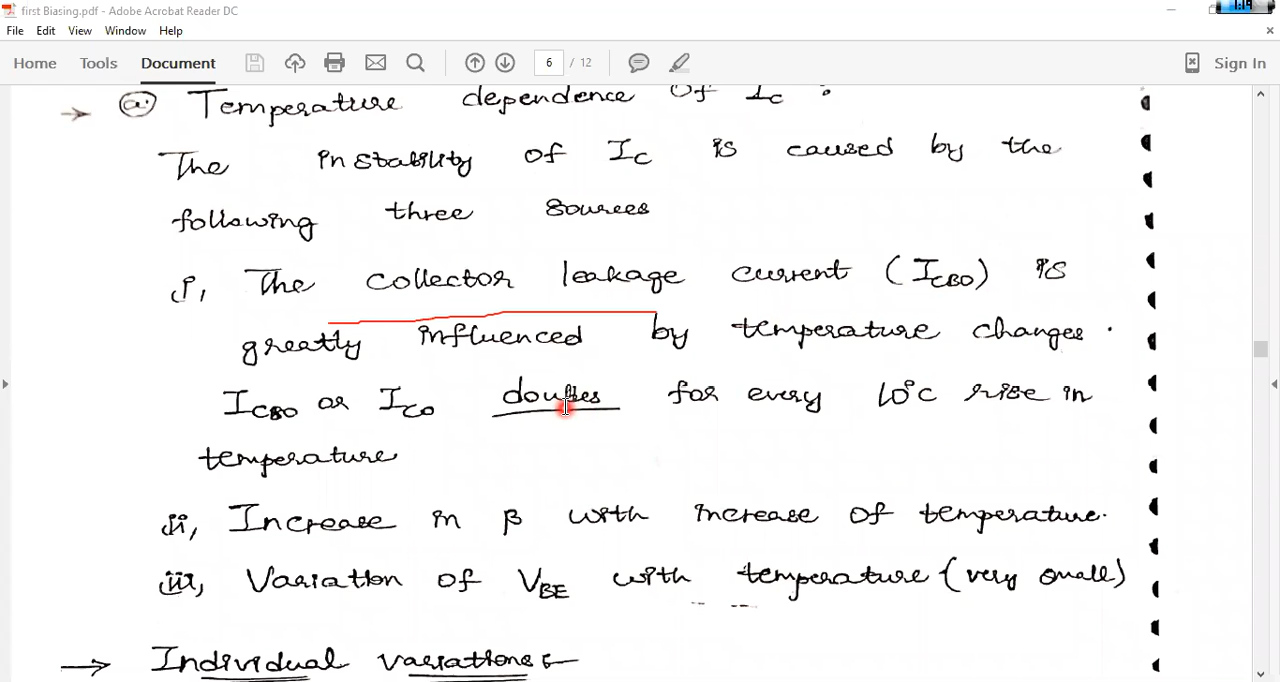 first Biasing.pdf - Adobe Acrobat Reader DC
1:19
File Edit View Window Help
Home Tools Document 6 / 12 Sign In
→ (a) Temperature dependence of Ic :
The instability of Ic is caused by the
following three sources
i, The collector leakage current (ICBO) is
greatly influenced by temperature changes.
ICBO or ICO doubles for every 10°c rise in
temperature
ii, Increase in β with increase of temperature.
iii, Variation of VBE with temperature (very small)
→ Individual variations :-